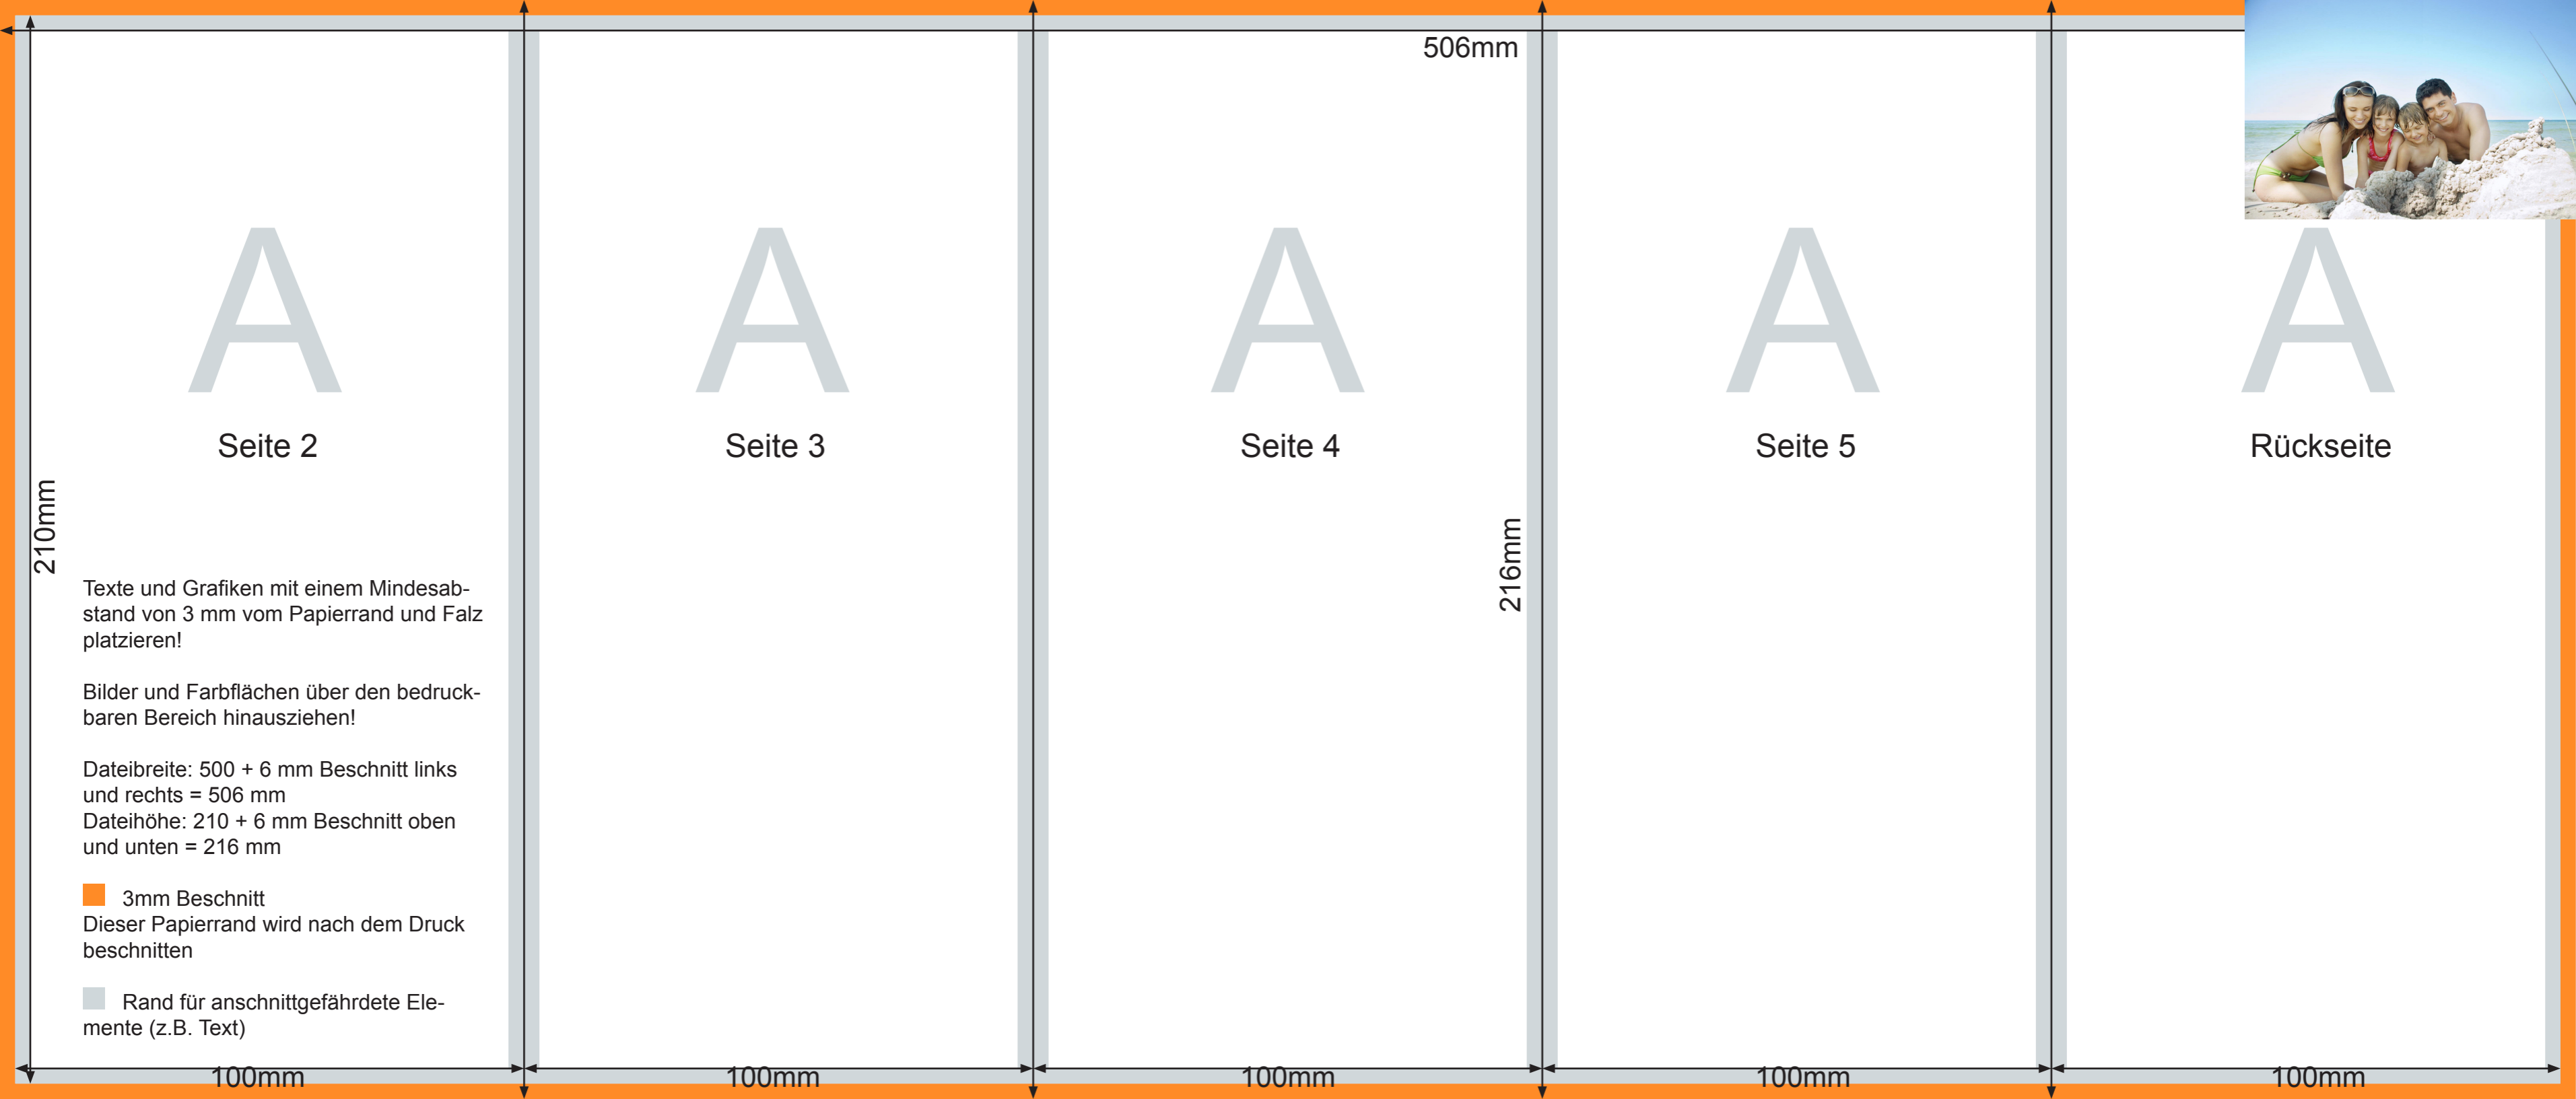 506mm
A
A
A
A
A
Seite 2
Seite 3
Seite 4
Seite 5
Rückseite
210mm
216mm
Texte und Grafiken mit einem Mindesab-
stand von 3 mm vom Papierrand und Falz
platzieren!
Bilder und Farbflächen über den bedruck-
baren Bereich hinausziehen!
Dateibreite: 500 + 6 mm Beschnitt links
und rechts = 506 mm
Dateihöhe: 210 + 6 mm Beschnitt oben
und unten = 216 mm
3mm Beschnitt
Dieser Papierrand wird nach dem Druck
beschnitten
Rand für anschnittgefährdete Ele-
mente (z.B. Text)
100mm
100mm
100mm
100mm
100mm